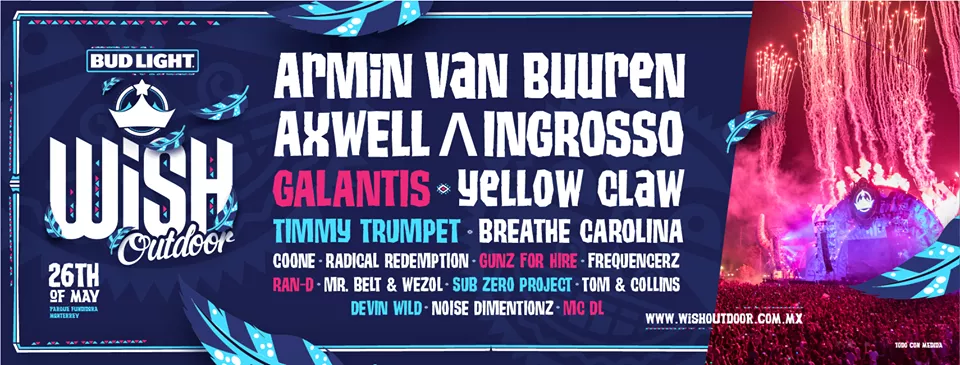 BUD LIGHT
WiSH
Outdoor
26TH
OF MAY
PARQUE FUNDIDORA
MONTERREY
ArMiN VaN BUUreN
AXWELL Λ INGROSSO
GALANTIS · YeLLOW CLaW
TIMMY TRUMPET · BREATHE CAROLINA
COONE · RADICAL REDEMPTION · GUNZ FOR HIRE · FREQUENCERZ
RAN-D · MR. BELT & WEZOL · SUB ZERO PROJECT · TOM & COLLINS
DEVIN WILD · NOISE DIMENTIONZ · MC DL
WWW.WiSHOUTDOOR.COM.MX
TODO CON MEDIDA